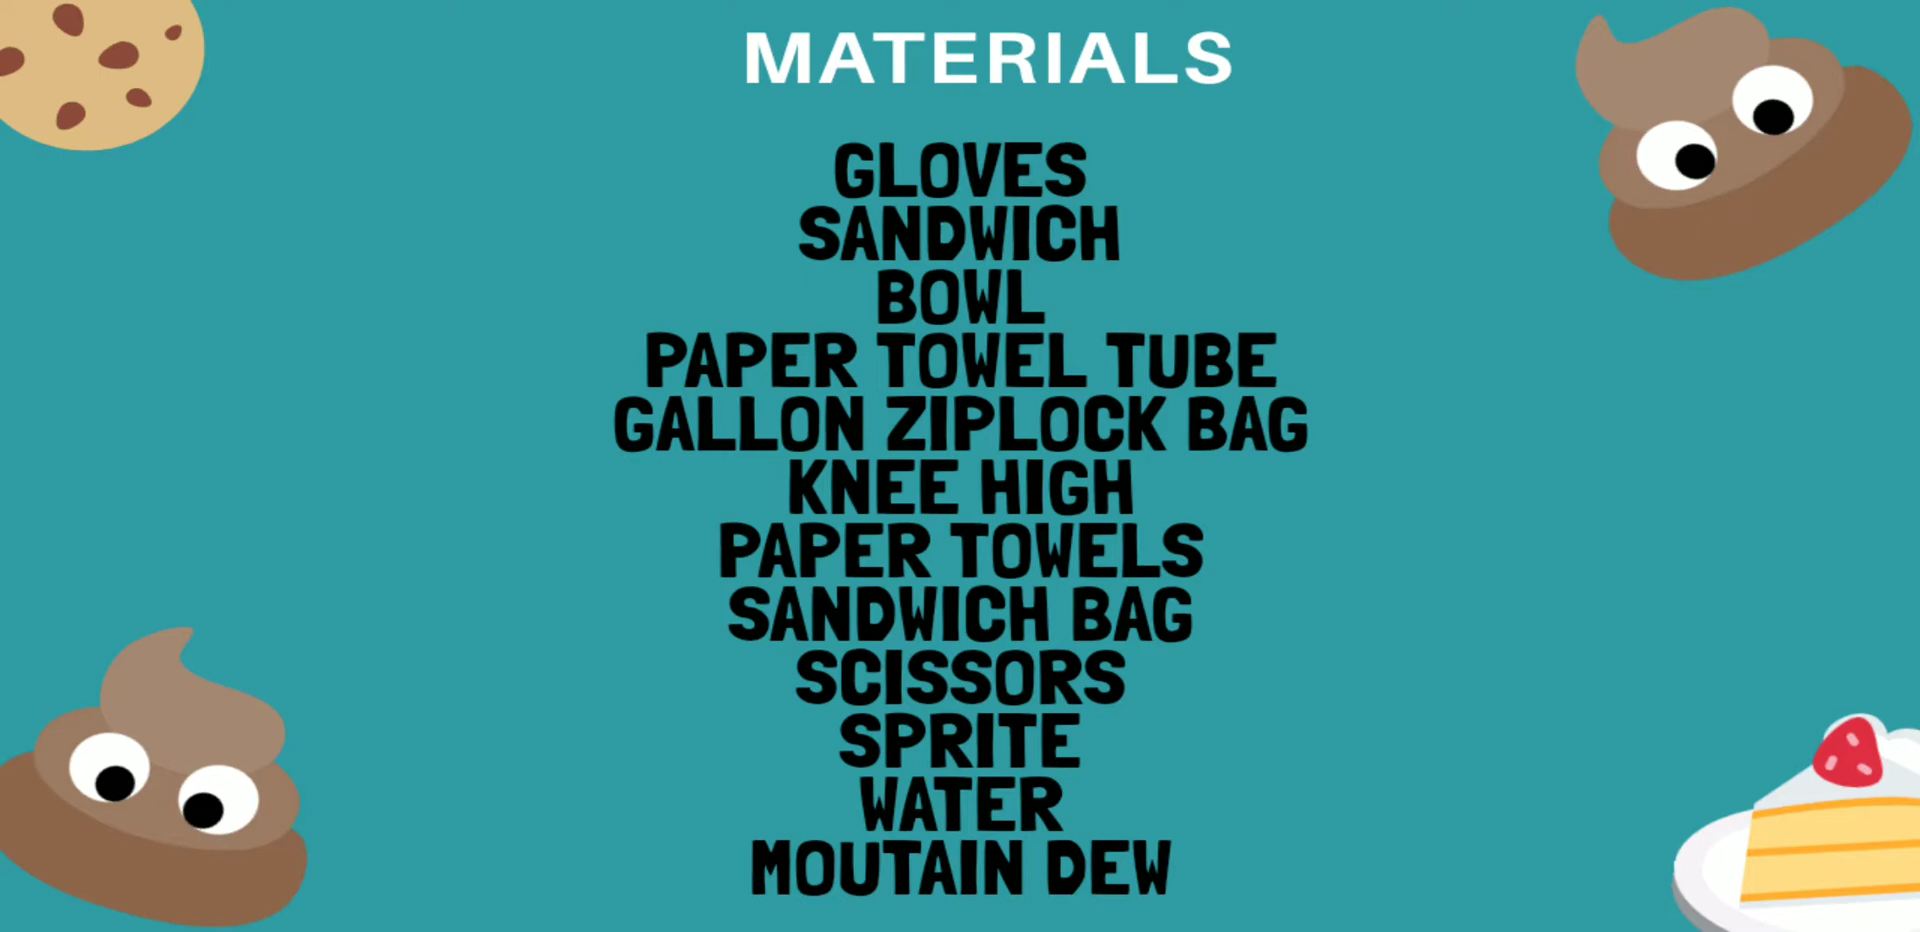 MATERIALS
GLOVES
SANDWICH
BOWL
PAPER TOWEL TUBE
GALLON ZIPLOCK BAG
KNEE HIGH
PAPER TOWELS
SANDWICH BAG
SCISSORS
SPRITE
WATER
MOUTAIN DEW